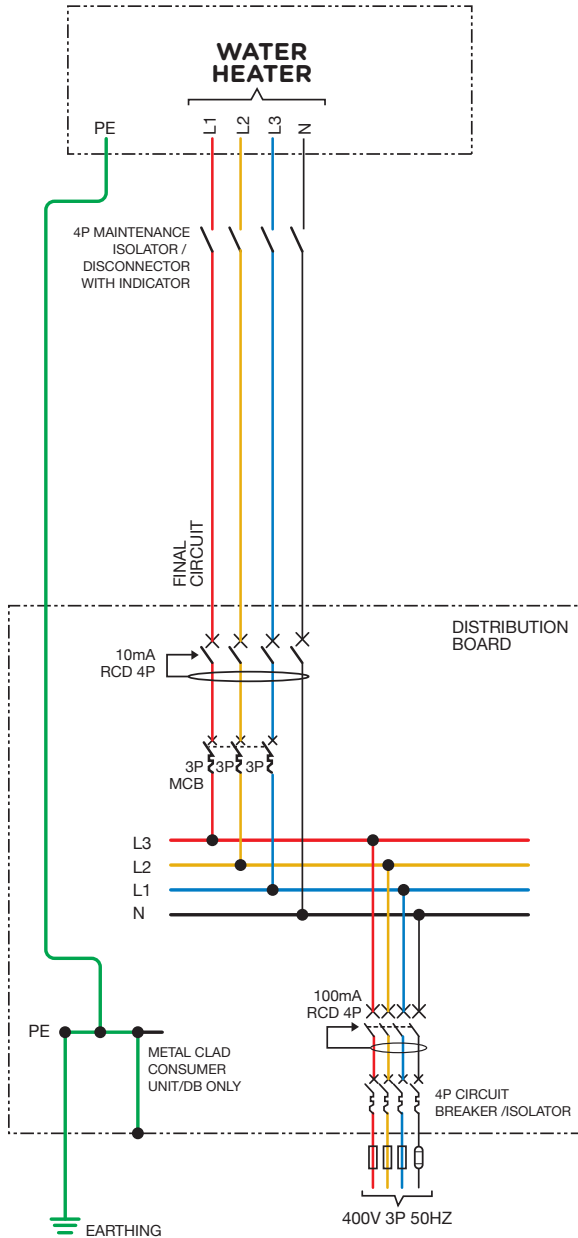 WATER
HEATER
PE
L1
L2
L3
N
4P MAINTENANCE
ISOLATOR /
DISCONNECTOR
WITH INDICATOR
FINAL
CIRCUIT
DISTRIBUTION
BOARD
10mA
RCD 4P
3P
3P
3P
MCB
L3
L2
L1
N
100mA
RCD 4P
PE
METAL CLAD
CONSUMER
UNIT/DB ONLY
4P CIRCUIT
BREAKER /ISOLATOR
400V 3P 50HZ
EARTHING